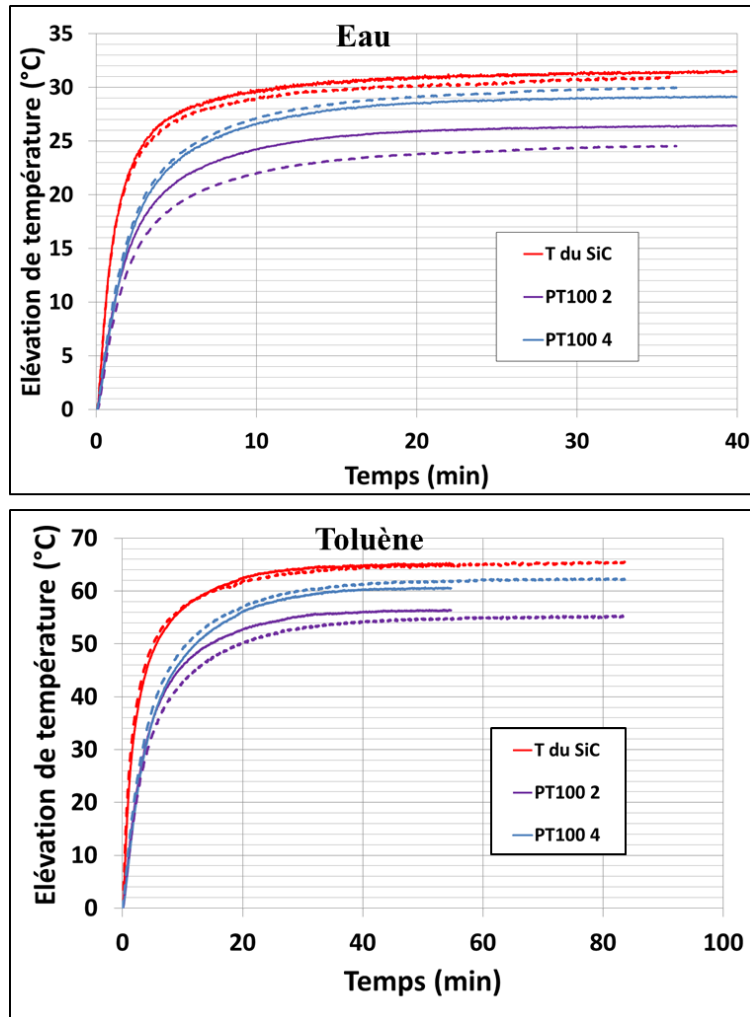 Eau
Elévation de température (°C)
35
30
25
20
15
10
5
0
T du SiC
PT100 2
PT100 4
0 10 20 30 40
Temps (min)
Toluène
Elévation de température (°C)
70
60
50
40
30
20
10
0
T du SiC
PT100 2
PT100 4
0 20 40 60 80 100
Temps (min)